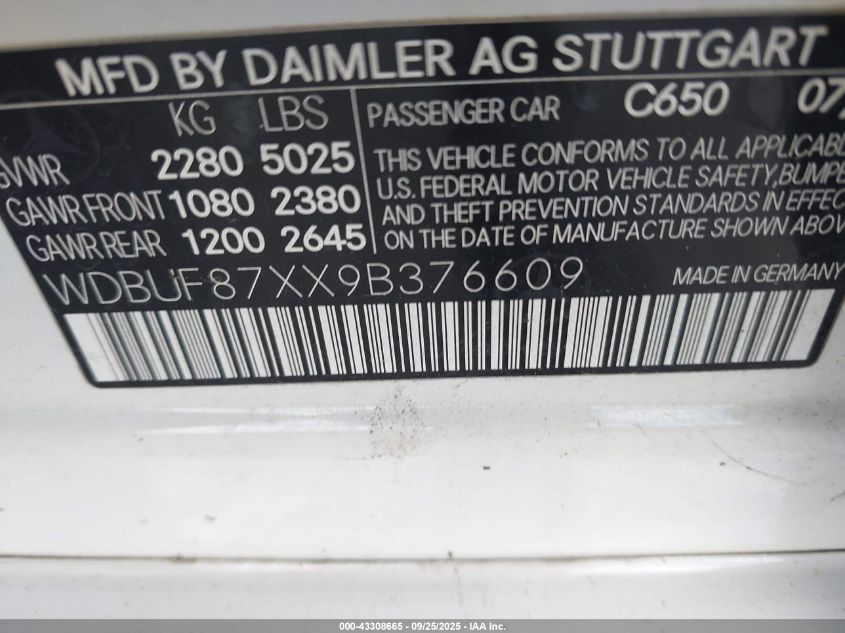 MFD BY DAIMLER AG STUTTGART
KG LBS PASSENGER CAR C650 07
GVWR 2280 5025 THIS VEHICLE CONFORMS TO ALL APPLICABLE
GAWR FRONT 1080 2380 U.S. FEDERAL MOTOR VEHICLE SAFETY, BUMPE
GAWR REAR 1200 2645 AND THEFT PREVENTION STANDARDS IN EFFEC
ON THE DATE OF MANUFACTURE SHOWN ABOV
WDBUF87XX9B376609 MADE IN GERMANY
000-43308665 - 09/25/2025 - IAA Inc.